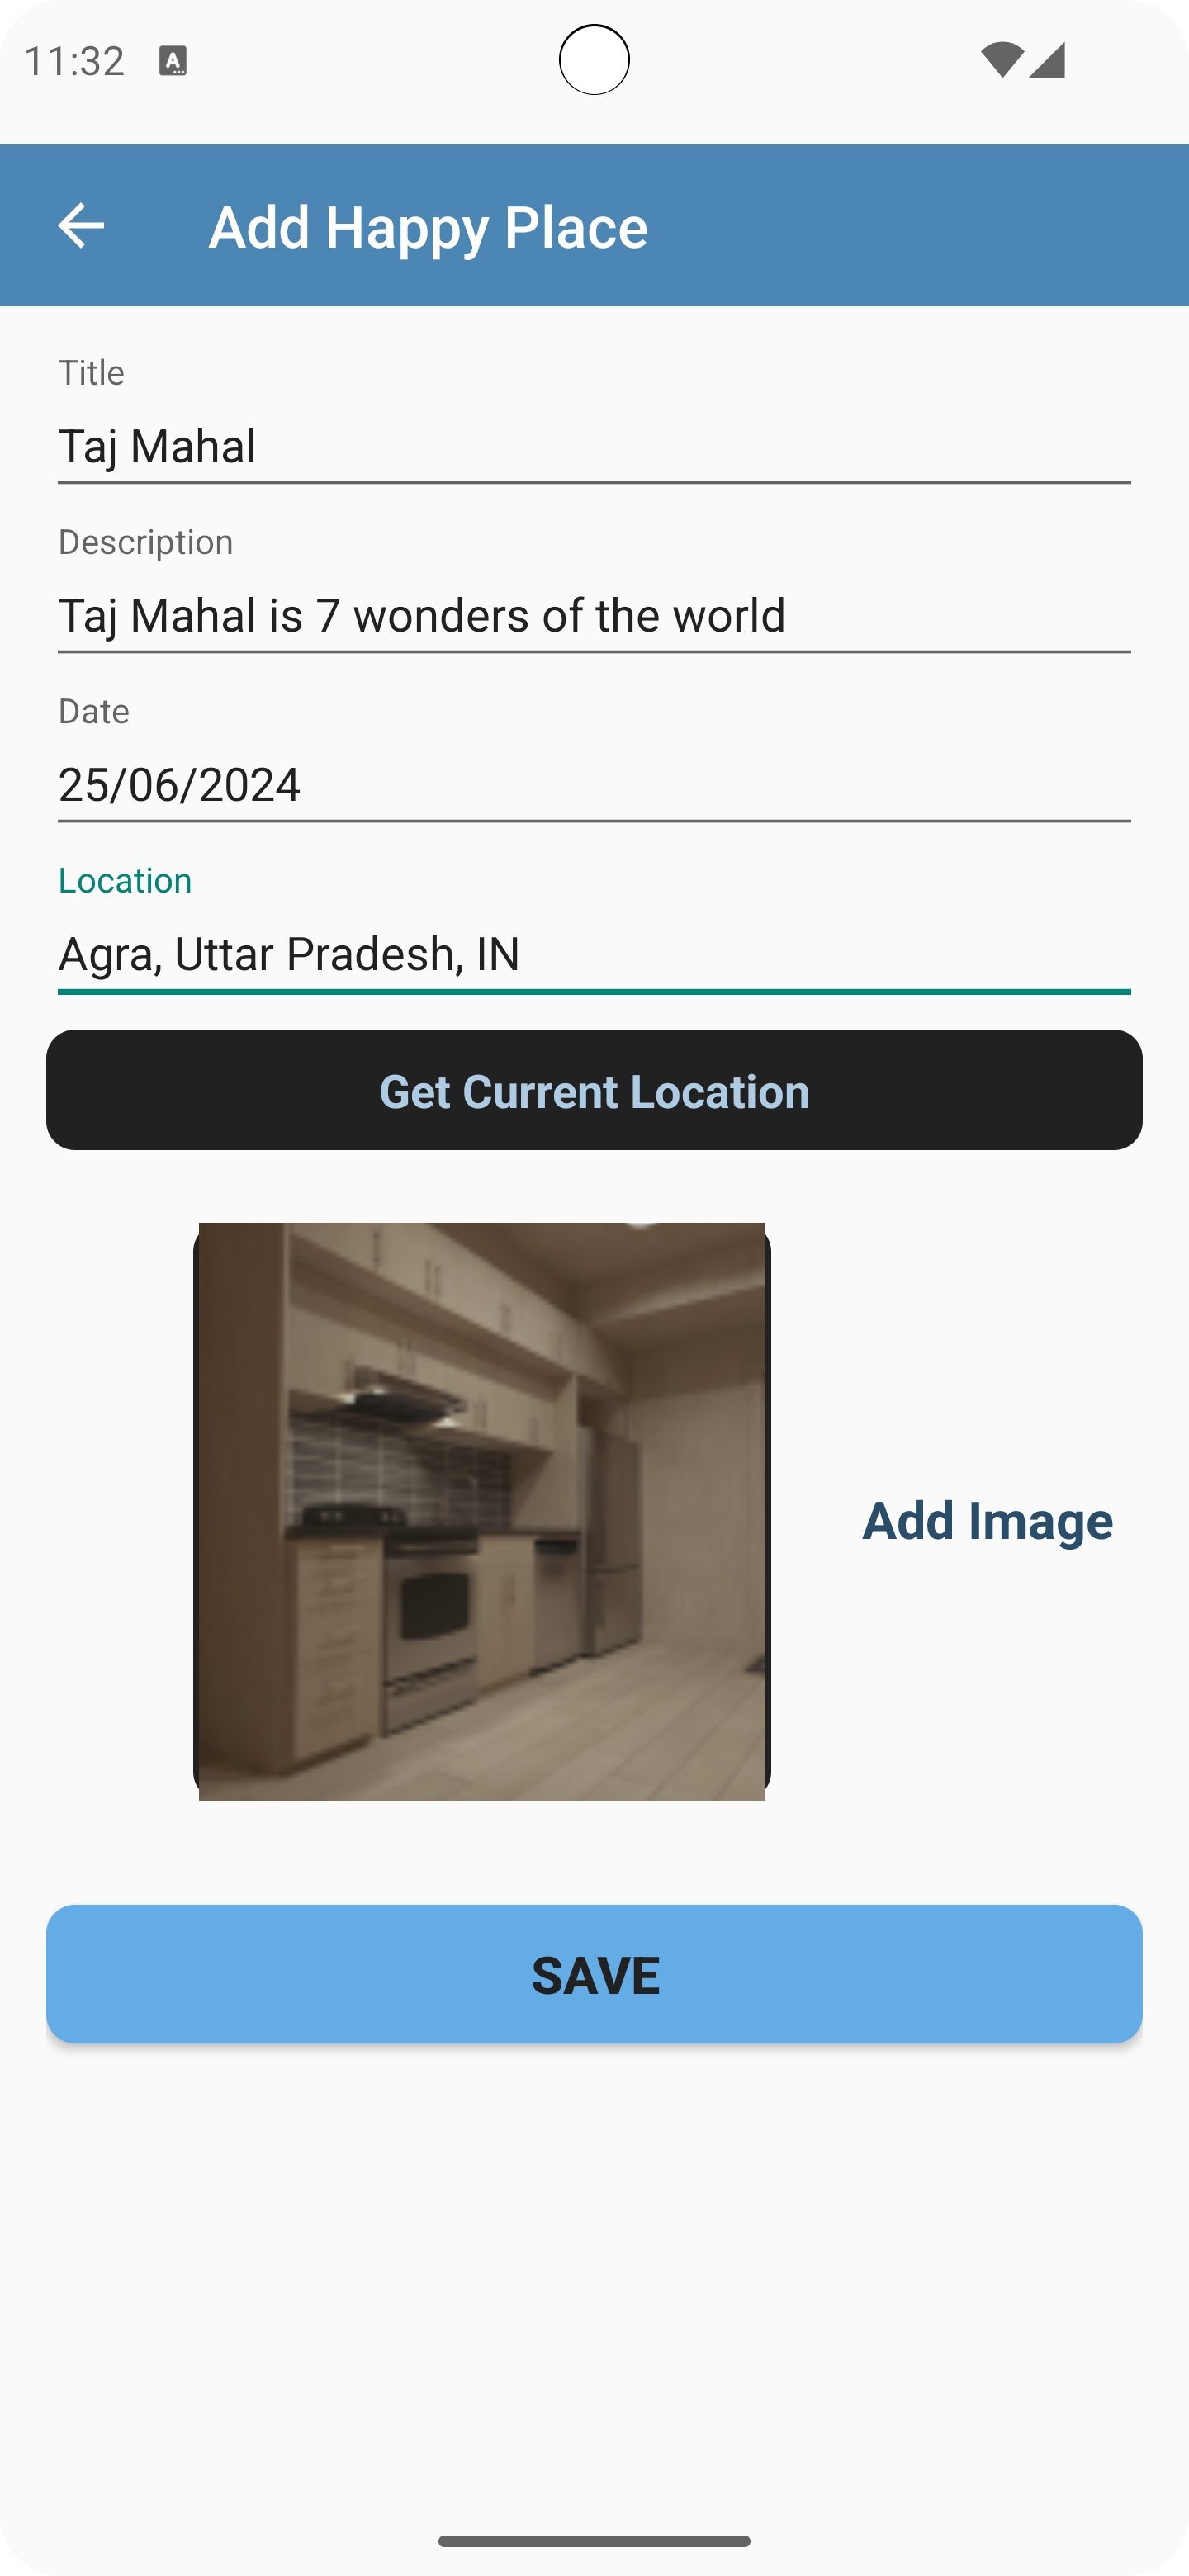 11:32
Add Happy Place
Title
Taj Mahal
Description
Taj Mahal is 7 wonders of the world
Date
25/06/2024
Location
Agra, Uttar Pradesh, IN
Get Current Location
Add Image
SAVE